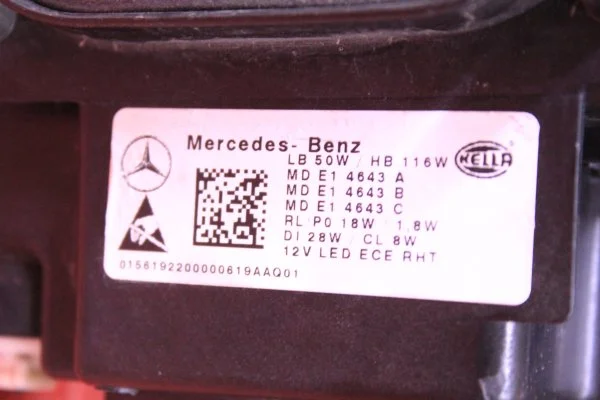 Mercedes-Benz
LB 50W / HB 116W
HELLA
MD E1 4643 A
MD E1 4643 B
MD E1 4643 C
RL/PO 18W / 1,8W
DI 28W / CL 8W
12V LED ECE RHT
0156192200000619AAQ01